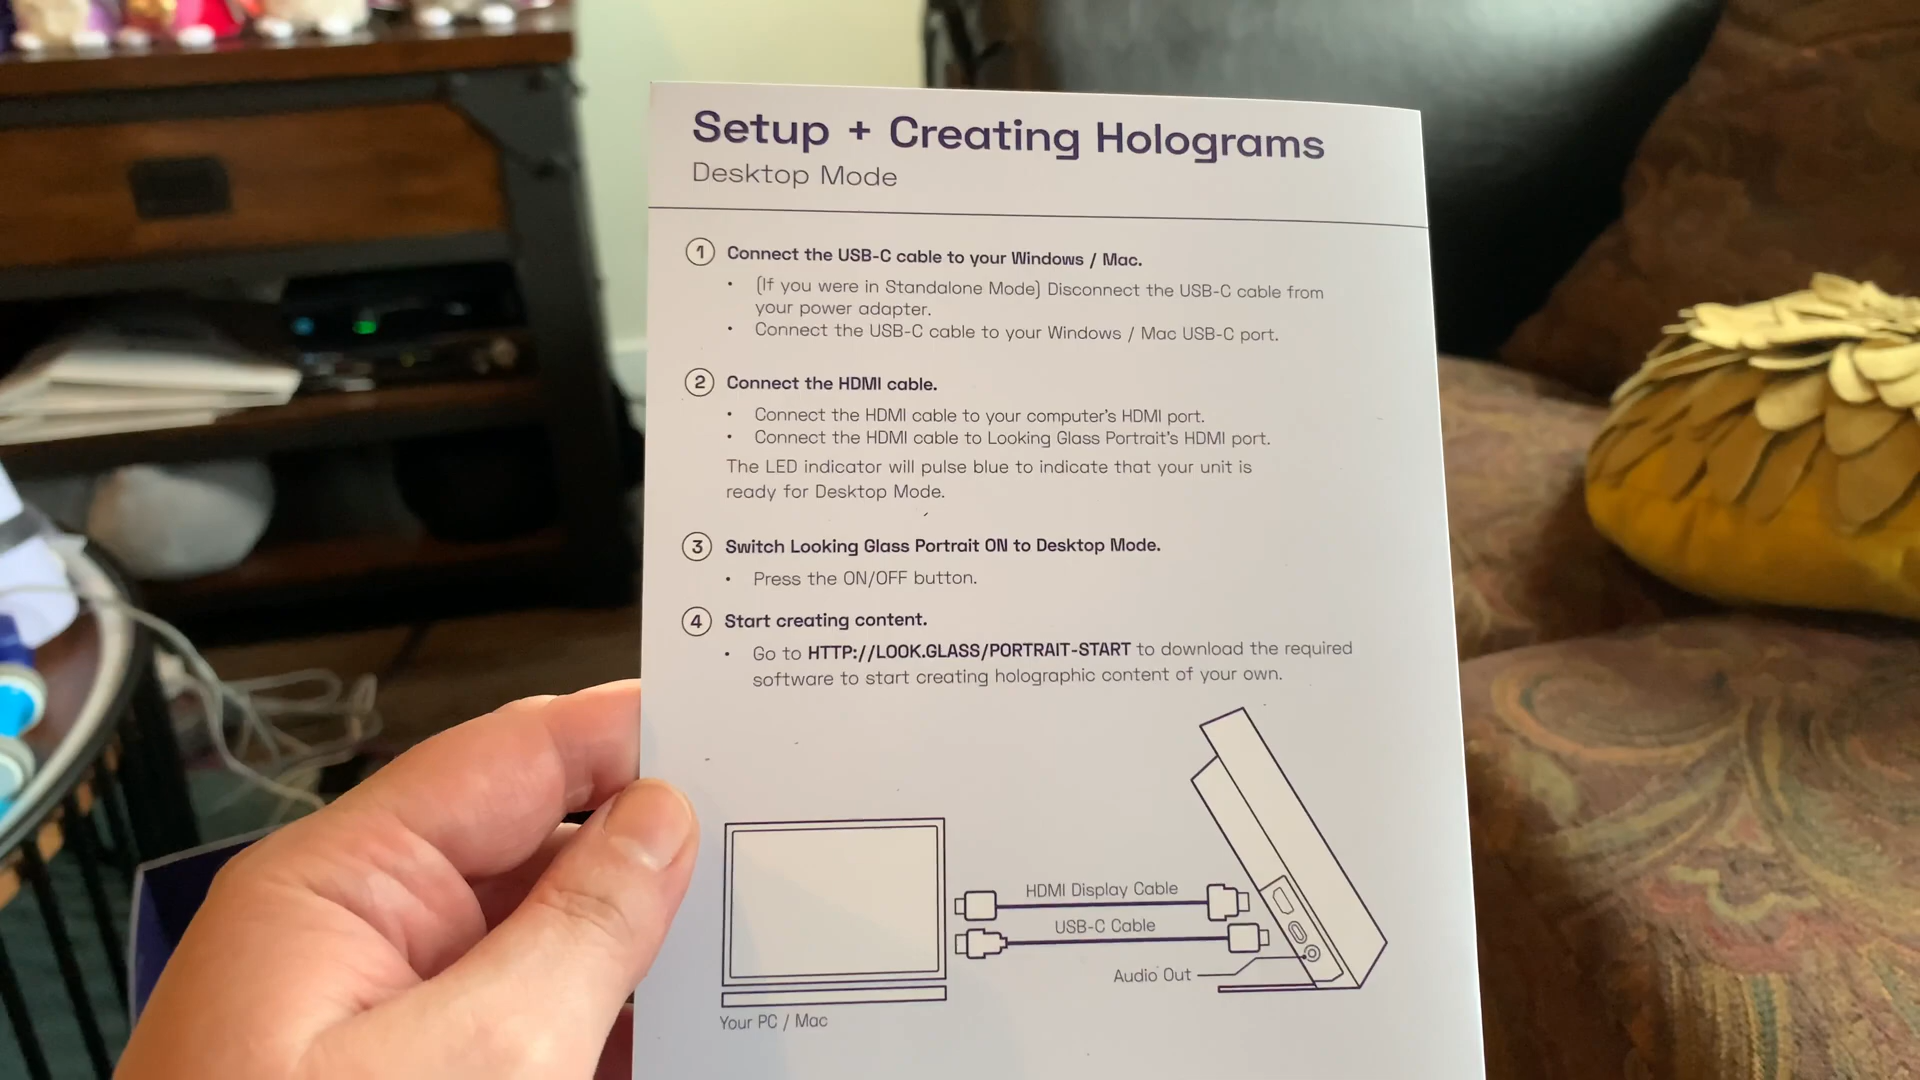 Setup + Creating Holograms
Desktop Mode
1 Connect the USB-C cable to your Windows / Mac.
• (If you were in Standalone Mode) Disconnect the USB-C cable from
your power adapter.
• Connect the USB-C cable to your Windows / Mac USB-C port.
2 Connect the HDMI cable.
• Connect the HDMI cable to your computer's HDMI port.
• Connect the HDMI cable to Looking Glass Portrait's HDMI port.
The LED indicator will pulse blue to indicate that your unit is
ready for Desktop Mode.
3 Switch Looking Glass Portrait ON to Desktop Mode.
• Press the ON/OFF button.
4 Start creating content.
• Go to HTTP://LOOK.GLASS/PORTRAIT-START to download the required
software to start creating holographic content of your own.
HDMI Display Cable
USB-C Cable
Audio Out
Your PC / Mac